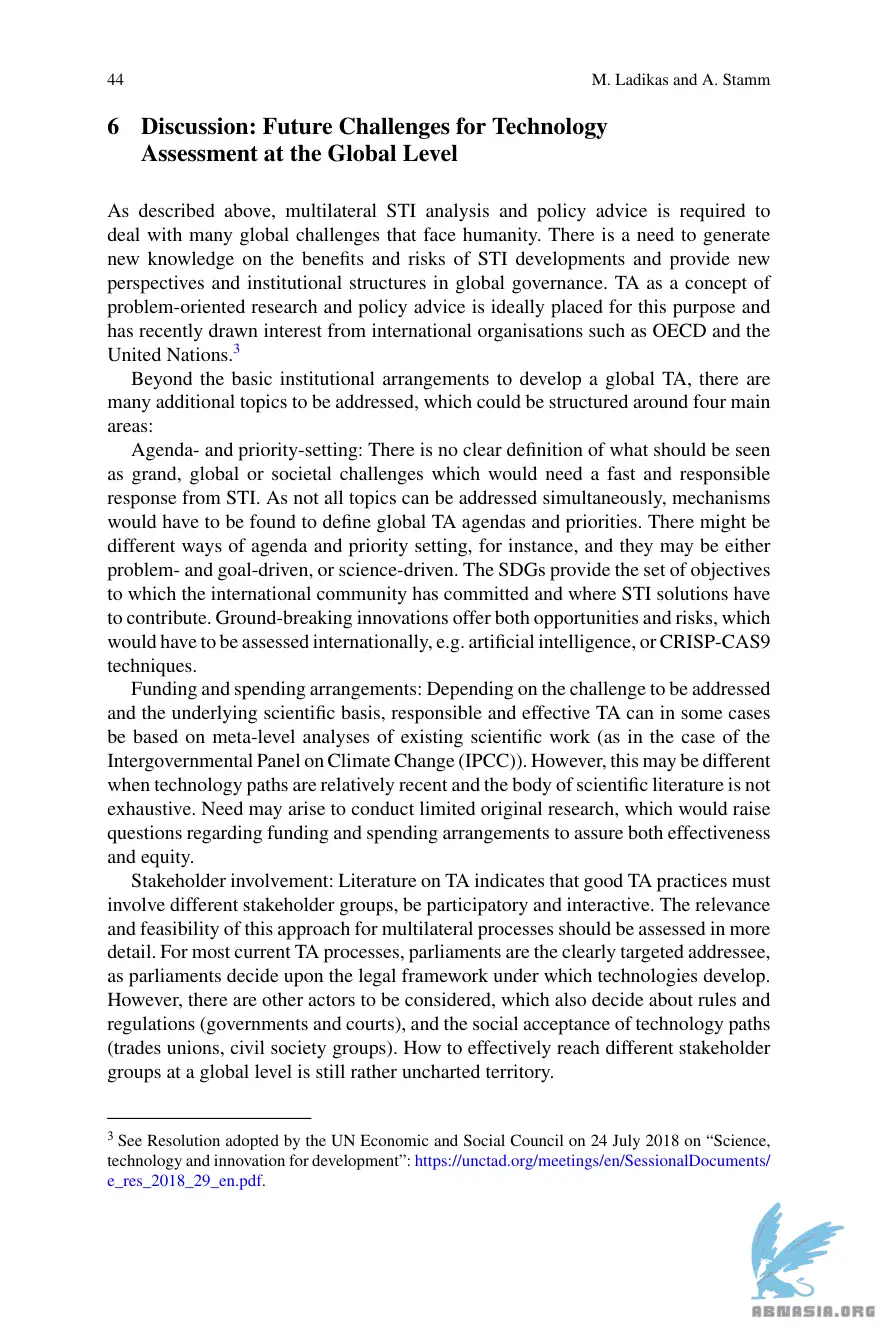 44
M. Ladikas and A. Stamm
6 Discussion: Future Challenges for Technology
Assessment at the Global Level
As described above, multilateral STI analysis and policy advice is required to
deal with many global challenges that face humanity. There is a need to generate
new knowledge on the benefits and risks of STI developments and provide new
perspectives and institutional structures in global governance. TA as a concept of
problem-oriented research and policy advice is ideally placed for this purpose and
has recently drawn interest from international organisations such as OECD and the
United Nations.3
Beyond the basic institutional arrangements to develop a global TA, there are
many additional topics to be addressed, which could be structured around four main
areas:
Agenda- and priority-setting: There is no clear definition of what should be seen
as grand, global or societal challenges which would need a fast and responsible
response from STI. As not all topics can be addressed simultaneously, mechanisms
would have to be found to define global TA agendas and priorities. There might be
different ways of agenda and priority setting, for instance, and they may be either
problem- and goal-driven, or science-driven. The SDGs provide the set of objectives
to which the international community has committed and where STI solutions have
to contribute. Ground-breaking innovations offer both opportunities and risks, which
would have to be assessed internationally, e.g. artificial intelligence, or CRISP-CAS9
techniques.
Funding and spending arrangements: Depending on the challenge to be addressed
and the underlying scientific basis, responsible and effective TA can in some cases
be based on meta-level analyses of existing scientific work (as in the case of the
Intergovernmental Panel on Climate Change (IPCC)). However, this may be different
when technology paths are relatively recent and the body of scientific literature is not
exhaustive. Need may arise to conduct limited original research, which would raise
questions regarding funding and spending arrangements to assure both effectiveness
and equity.
Stakeholder involvement: Literature on TA indicates that good TA practices must
involve different stakeholder groups, be participatory and interactive. The relevance
and feasibility of this approach for multilateral processes should be assessed in more
detail. For most current TA processes, parliaments are the clearly targeted addressee,
as parliaments decide upon the legal framework under which technologies develop.
However, there are other actors to be considered, which also decide about rules and
regulations (governments and courts), and the social acceptance of technology paths
(trades unions, civil society groups). How to effectively reach different stakeholder
groups at a global level is still rather uncharted territory.
3 See Resolution adopted by the UN Economic and Social Council on 24 July 2018 on “Science,
technology and innovation for development”: https://unctad.org/meetings/en/SessionalDocuments/
e_res_2018_29_en.pdf.
ABNASIA.ORG